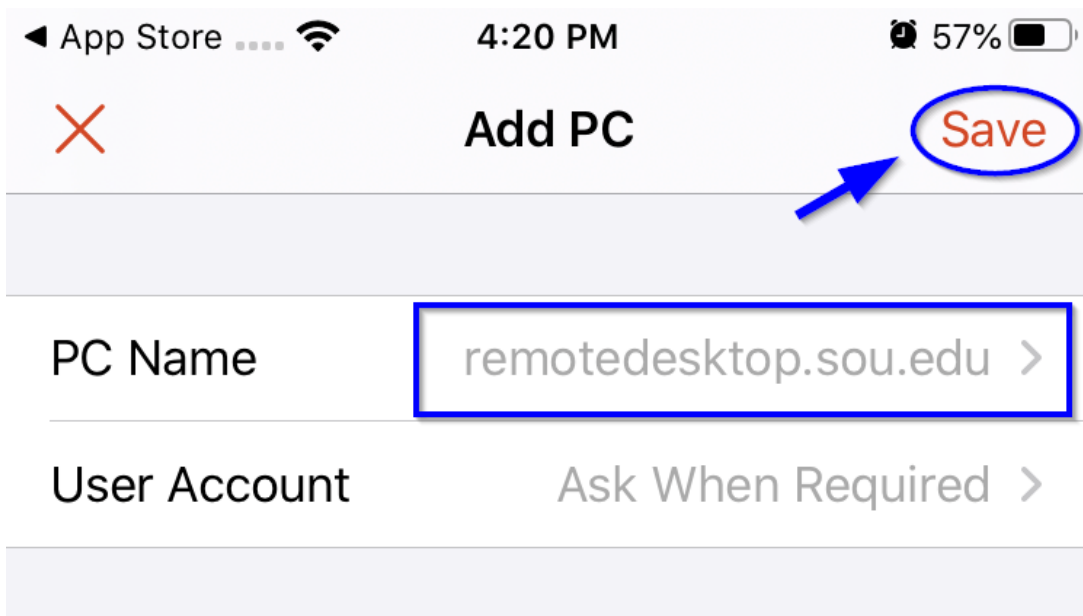 App Store 4:20 PM 57%
Add PC Save
PC Name remotedesktop.sou.edu
User Account Ask When Required